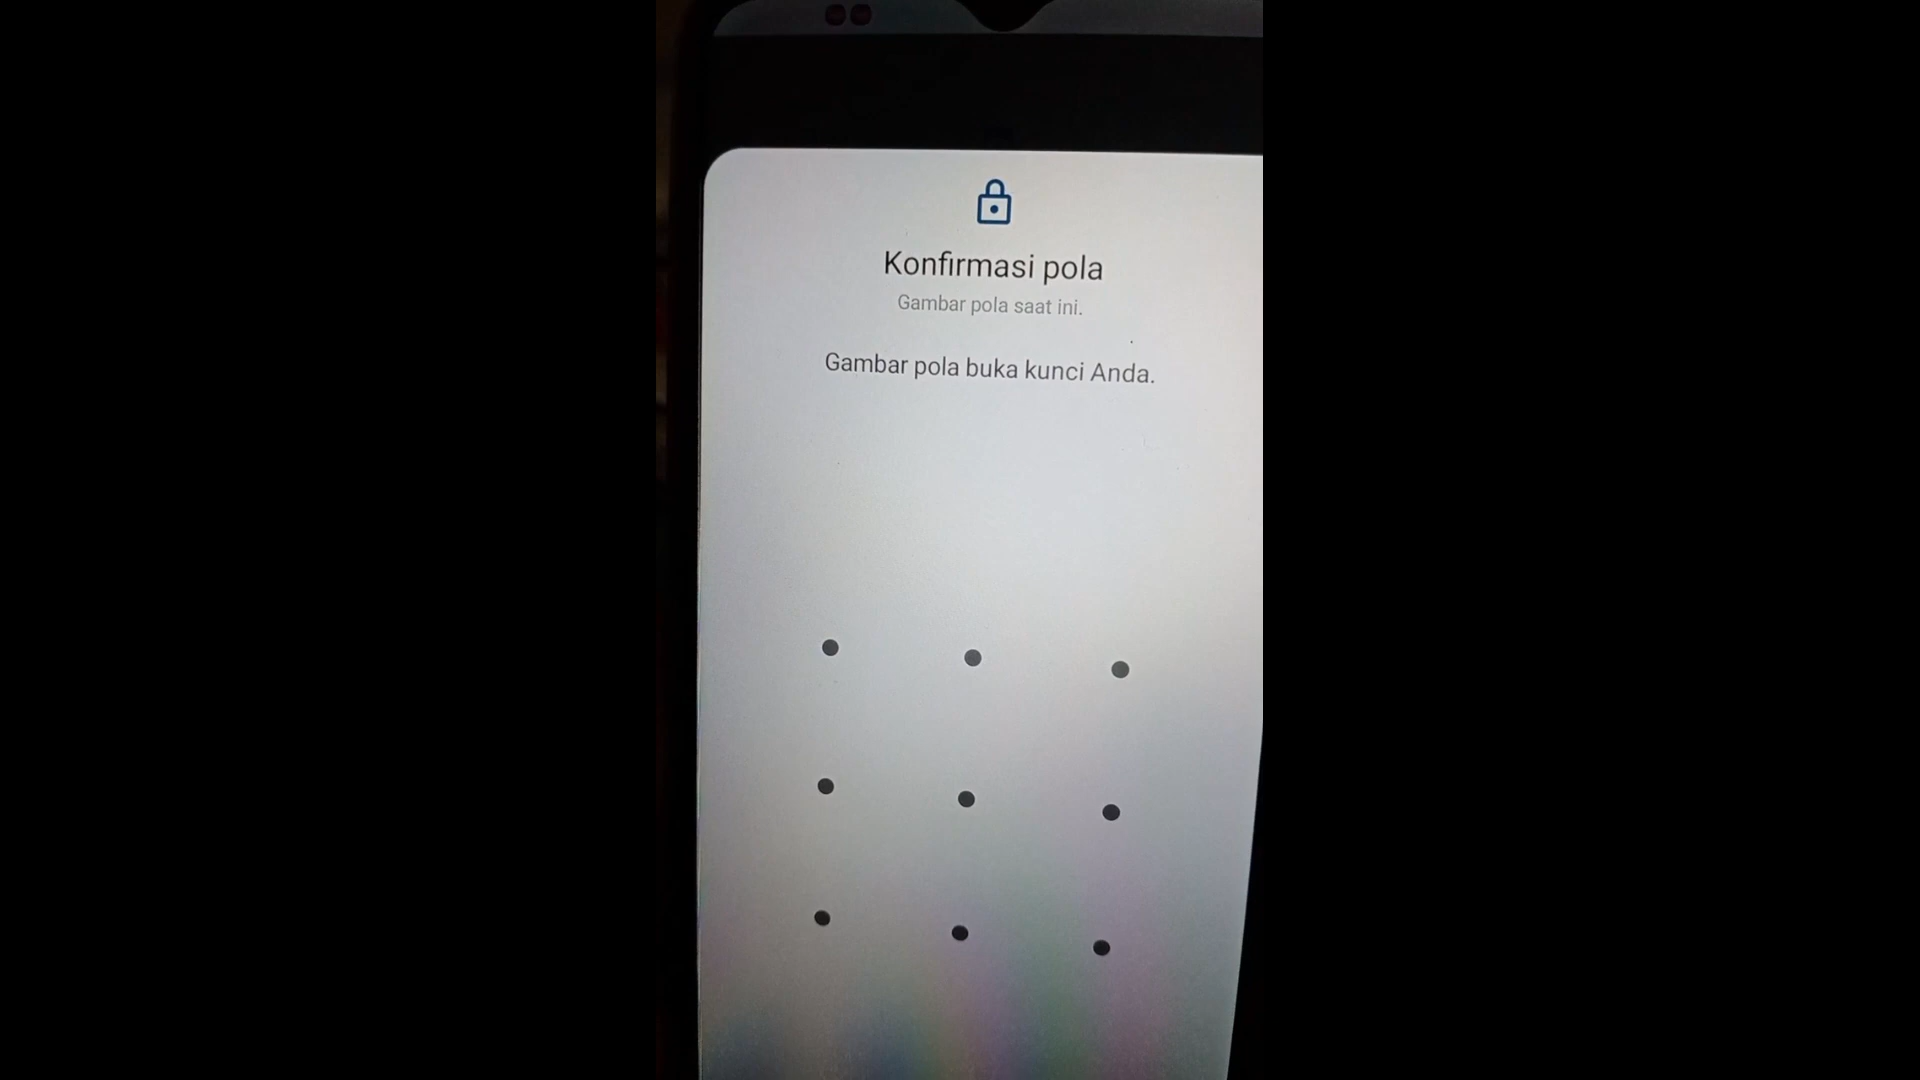 Konfirmasi pola
Gambar pola saat ini.
Gambar pola buka kunci Anda.